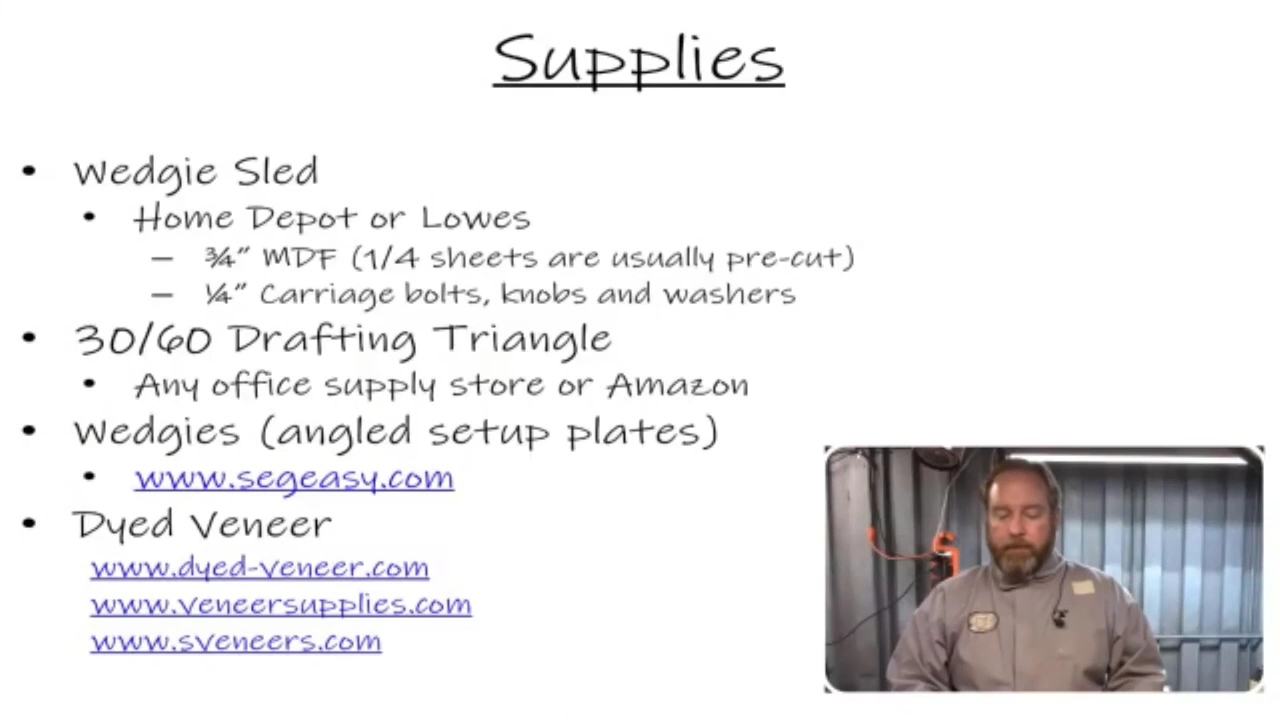 Supplies
• Wedgie Sled
• Home Depot or Lowes
– ¾” MDF (1/4 sheets are usually pre-cut)
– ¼” Carriage bolts, knobs and washers
• 30/60 Drafting Triangle
• Any office supply store or Amazon
• Wedgies (angled setup plates)
• www.segeasy.com
• Dyed Veneer
www.dyed-veneer.com
www.veneersupplies.com
www.sveneers.com